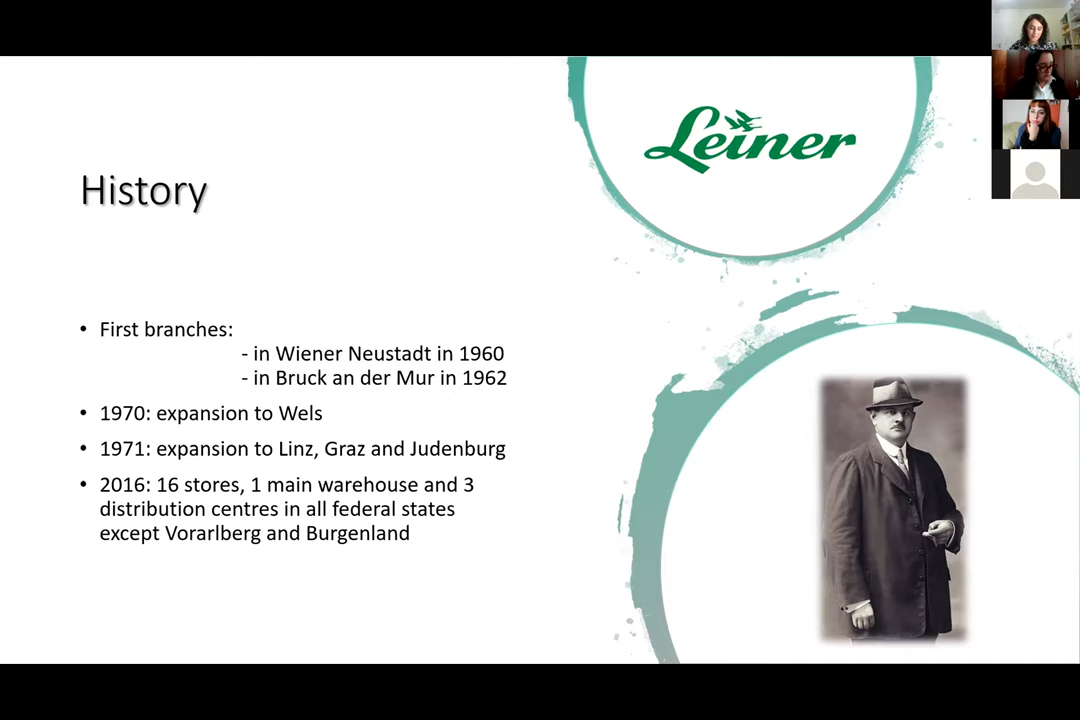 Leiner
History
• First branches:
- in Wiener Neustadt in 1960
- in Bruck an der Mur in 1962
• 1970: expansion to Wels
• 1971: expansion to Linz, Graz and Judenburg
• 2016: 16 stores, 1 main warehouse and 3
distribution centres in all federal states
except Vorarlberg and Burgenland